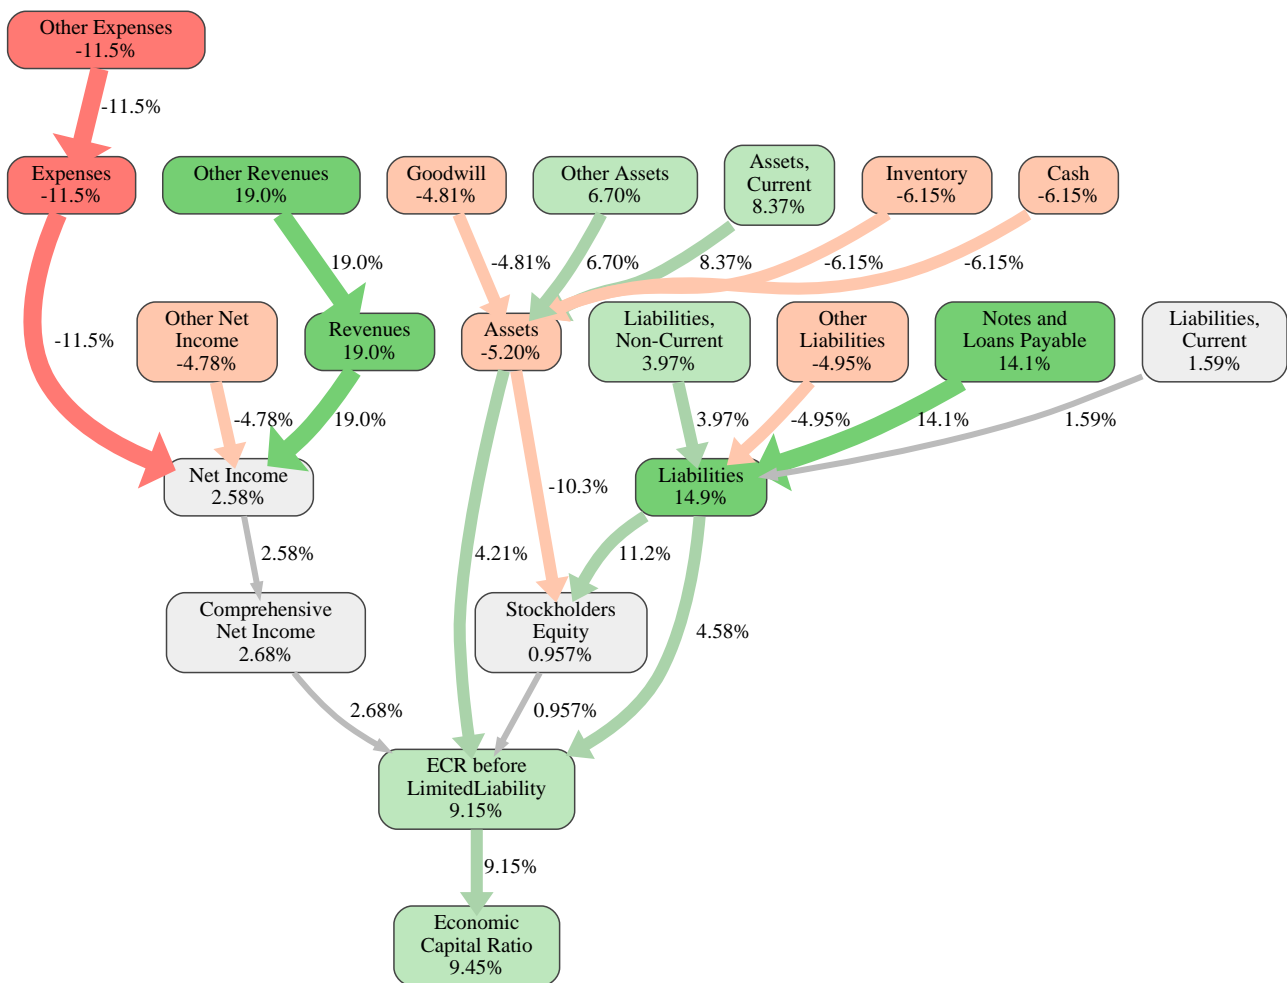 Other Expenses
-11.5%
-11.5%
Expenses
-11.5%
Other Revenues
19.0%
Goodwill
-4.81%
Other Assets
6.70%
Assets,
Current
8.37%
Inventory
-6.15%
Cash
-6.15%
19.0%
-4.81%
6.70%
8.37%
-6.15%
-6.15%
Other Net
Income
-4.78%
Revenues
19.0%
Assets
-5.20%
Liabilities,
Non-Current
3.97%
Other
Liabilities
-4.95%
Notes and
Loans Payable
14.1%
Liabilities,
Current
1.59%
-11.5%
-4.78%
19.0%
3.97%
-4.95%
14.1%
1.59%
Net Income
2.58%
Liabilities
14.9%
-10.3%
2.58%
4.21%
11.2%
Comprehensive
Net Income
2.68%
Stockholders
Equity
0.957%
4.58%
2.68%
0.957%
ECR before
LimitedLiability
9.15%
9.15%
Economic
Capital Ratio
9.45%